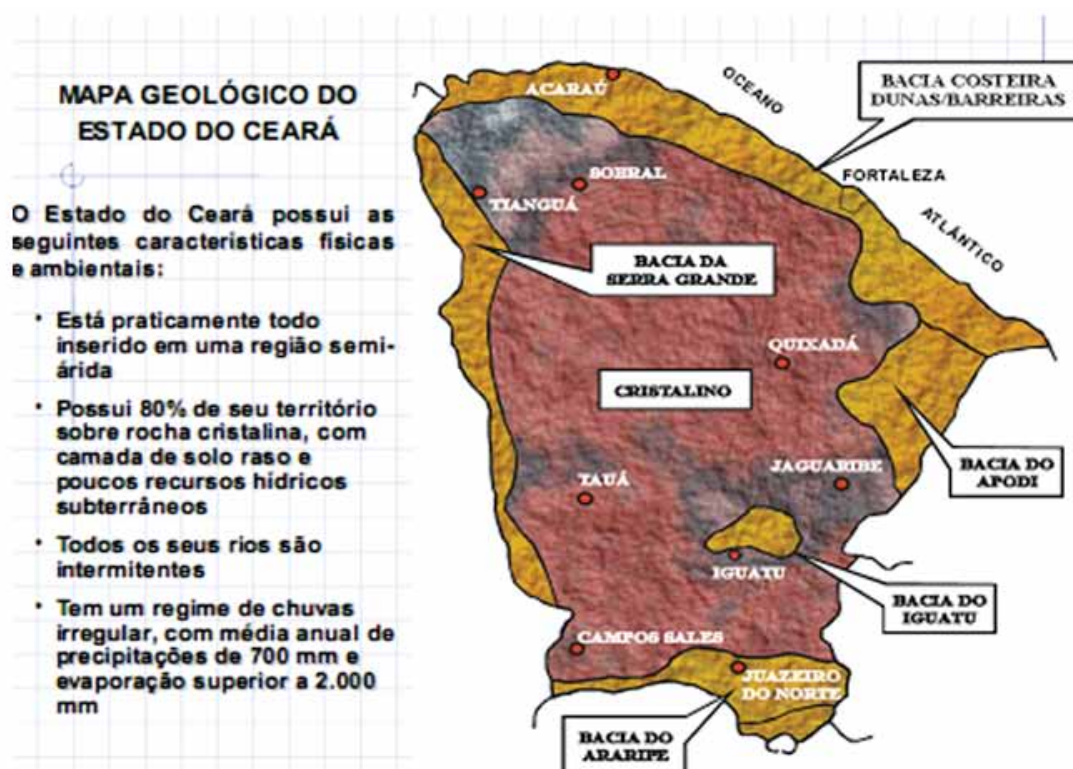 MAPA GEOLÓGICO DO
ESTADO DO CEARÁ
O Estado do Ceará possui as
seguintes caracteristicas físicas
e ambientais:
• Está praticamente todo
inserido em uma região semi-
árida
• Possui 80% de seu território
sobre rocha cristalina, com
camada de solo raso e
poucos recursos hídricos
subterrâneos
• Todos os seus rios são
intermitentes
• Tem um regime de chuvas
irregular, com média anual de
precipitações de 700 mm e
evaporação superior a 2.000
mm
ACARAÚ
OCEANO
ATLÂNTICO
BACIA COSTEIRA
DUNAS/BARREIRAS
FORTALEZA
SOBRAL
TIANGUÁ
BACIA DA
SERRA GRANDE
QUIXADÁ
CRISTALINO
BACIA DO
APODI
JAGUARIBE
TAUÁ
IGUATU
BACIA DO
IGUATU
CAMPOS SALES
JUAZEIRO
DO NORTE
BACIA DO
ARARIPE